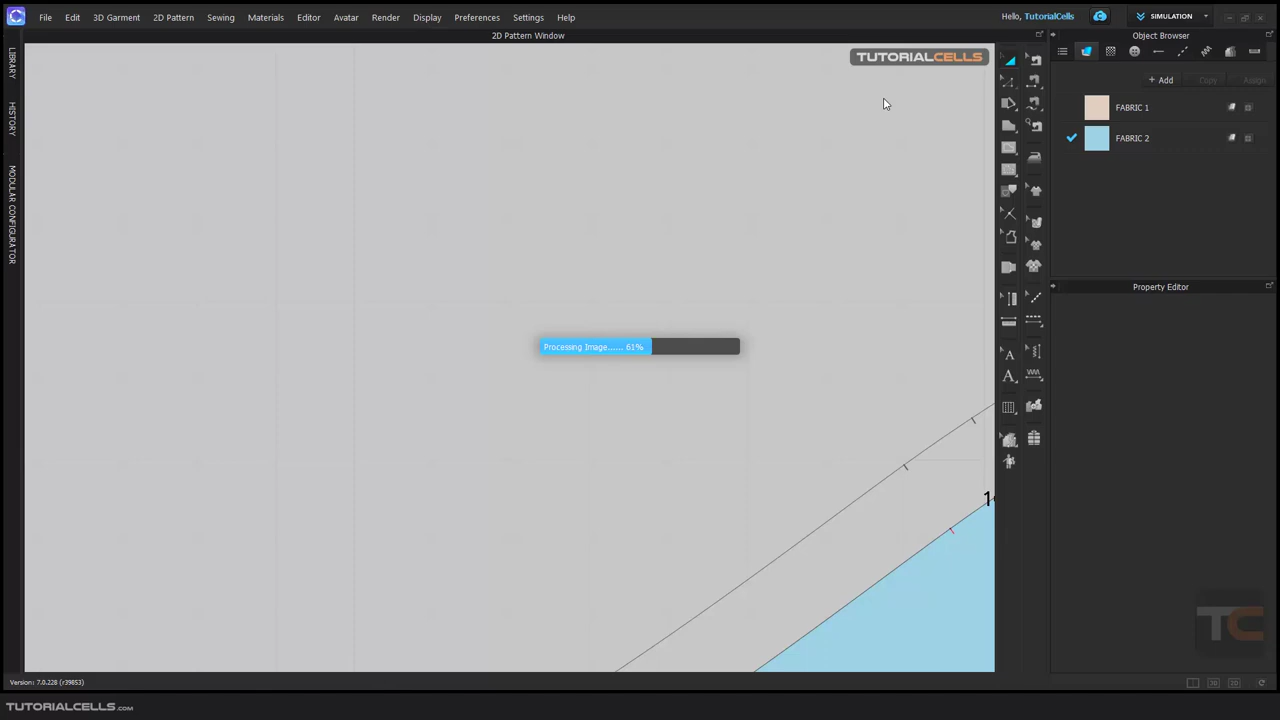 File Edit 3D Garment 2D Pattern Sewing Materials Editor Avatar Render Display Preferences Settings Help Hello, TutorialCells SIMULATION
2D Pattern Window
Object Browser
TUTORIALCELLS
LIBRARY
HISTORY
MODULAR CONFIGURATOR
+ Add Copy Assign
FABRIC 1
FABRIC 2
Property Editor
Processing Image...... 61%
TC
Version: 7.0.228 (r39853)
TUTORIALCELLS.com